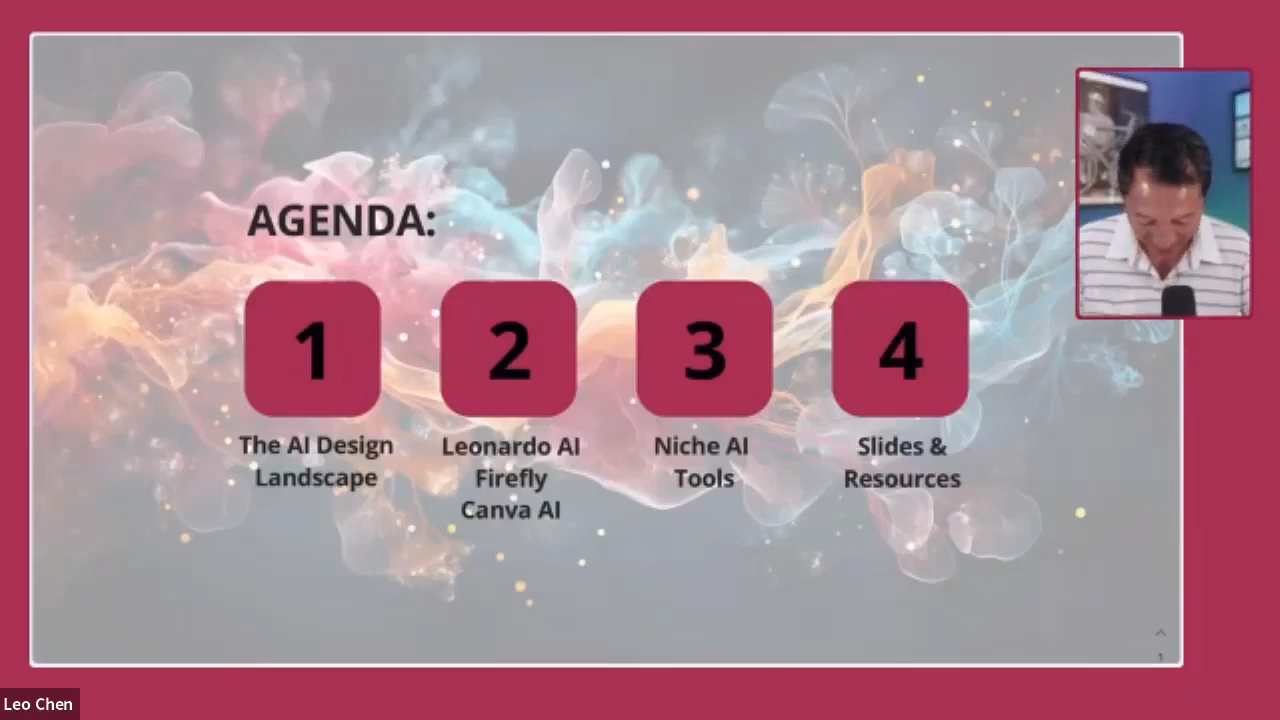 AGENDA:
1
2
3
4
The AI Design
Landscape
Leonardo AI
Firefly
Canva AI
Niche AI
Tools
Slides &
Resources
1
Leo Chen